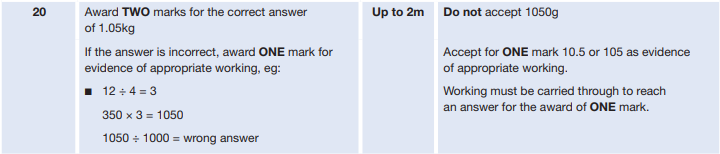 20
Award TWO marks for the correct answer
of 1.05kg
If the answer is incorrect, award ONE mark for
evidence of appropriate working, eg:
■ 12 ÷ 4 = 3
350 × 3 = 1050
1050 ÷ 1000 = wrong answer
Up to 2m
Do not accept 1050g
Accept for ONE mark 10.5 or 105 as evidence
of appropriate working.
Working must be carried through to reach
an answer for the award of ONE mark.